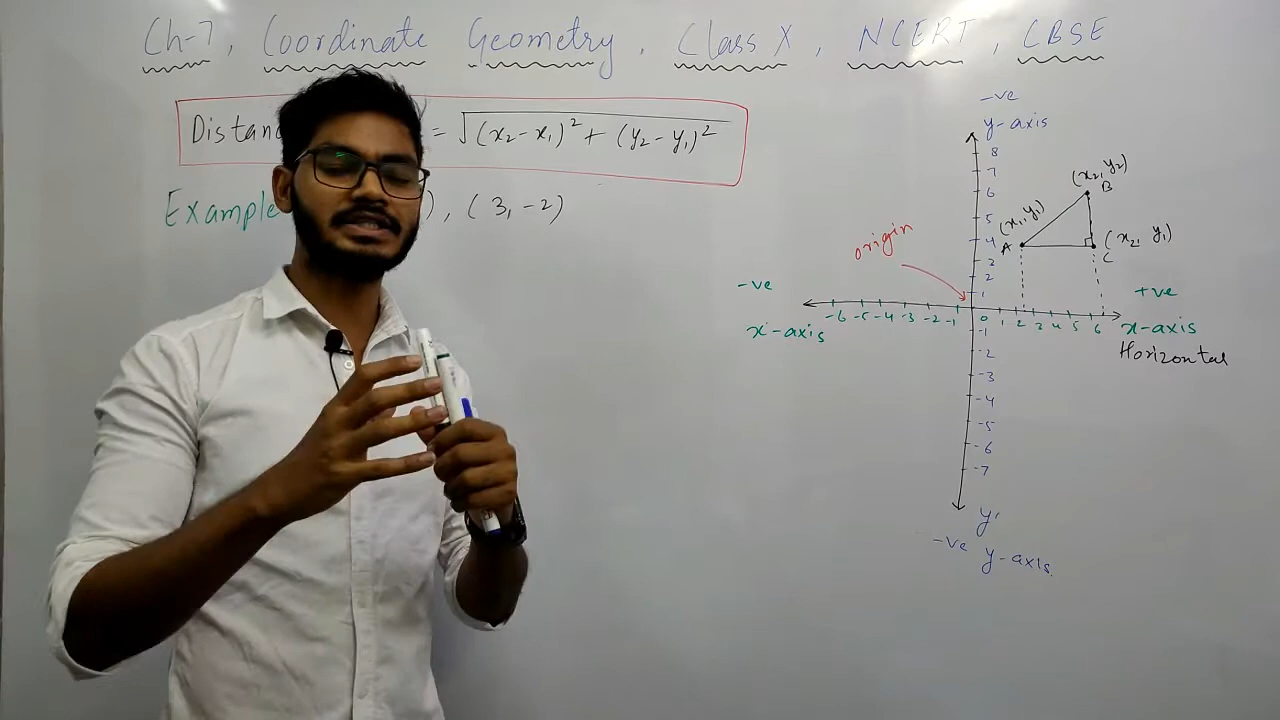 Ch-7, Coordinate Geometry, Class X, NCERT, CBSE
= √(x₂-x₁)² + (y₂-y₁)²
Example
), (3, -2)
-ve
y-axis
8
7
6
5
4
3
2
1
(x₂, y₂)
B
(x₁, y₁)
A
(x₂, y₁)
C
origin
-ve
x'-axis
-6 -5 -4 -3 -2 -1 0 1 2 3 4 5 6
+ve
x-axis
Horizontal
-1
-2
-3
-4
-5
-6
-7
y'
-ve y-axis